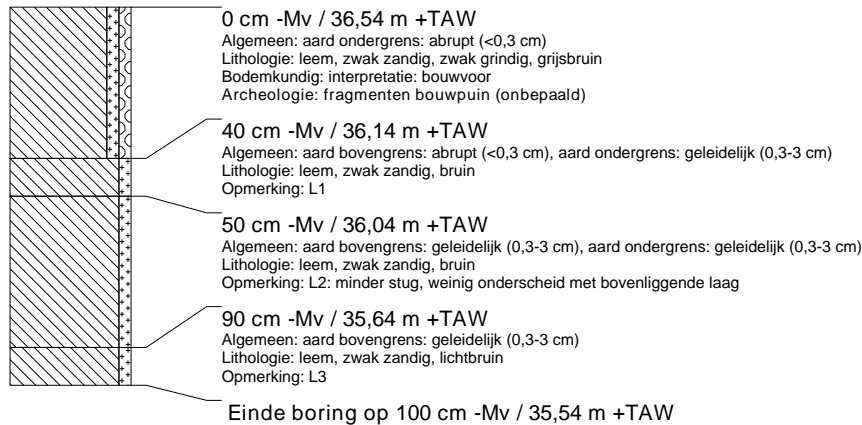 0 cm -Mv / 36,54 m +TAW
Algemeen: aard ondergrens: abrupt (<0,3 cm)
Lithologie: leem, zwak zandig, zwak grindig, grijsbruin
Bodemkundig: interpretatie: bouwvoor
Archeologie: fragmenten bouwpuin (onbepaald)
40 cm -Mv / 36,14 m +TAW
Algemeen: aard bovengrens: abrupt (<0,3 cm), aard ondergrens: geleidelijk (0,3-3 cm)
Lithologie: leem, zwak zandig, bruin
Opmerking: L1
50 cm -Mv / 36,04 m +TAW
Algemeen: aard bovengrens: geleidelijk (0,3-3 cm), aard ondergrens: geleidelijk (0,3-3 cm)
Lithologie: leem, zwak zandig, bruin
Opmerking: L2: minder stug, weinig onderscheid met bovenliggende laag
90 cm -Mv / 35,64 m +TAW
Algemeen: aard bovengrens: geleidelijk (0,3-3 cm)
Lithologie: leem, zwak zandig, lichtbruin
Opmerking: L3
Einde boring op 100 cm -Mv / 35,54 m +TAW